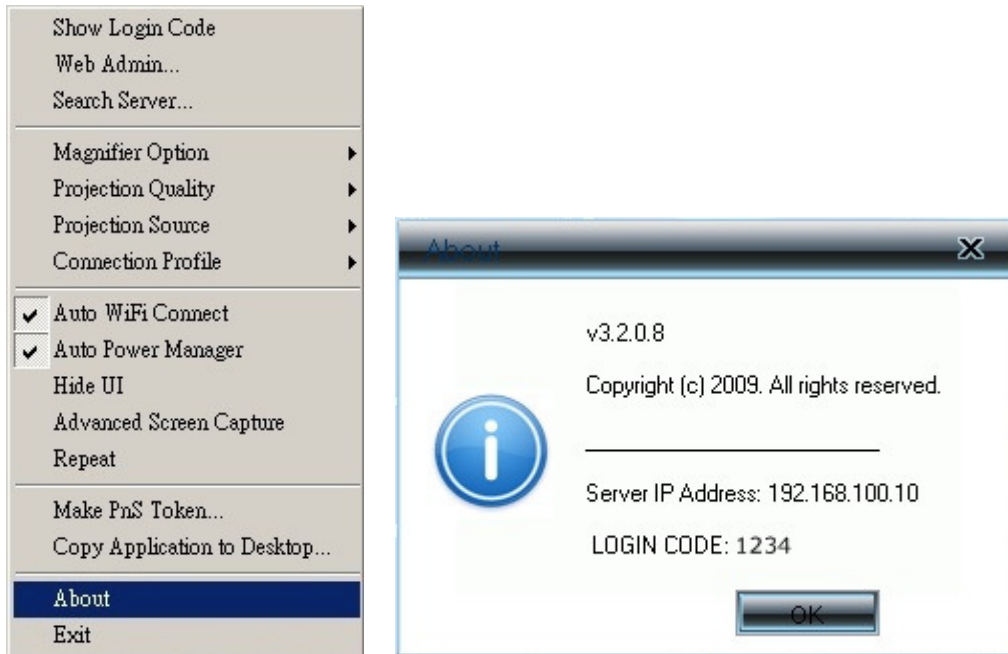 Show Login Code
Web Admin...
Search Server...
Magnifier Option
Projection Quality
Projection Source
Connection Profile
Auto WiFi Connect
Auto Power Manager
Hide UI
Advanced Screen Capture
Repeat
Make PnS Token...
Copy Application to Desktop...
About
Exit
About
v3.2.0.8
Copyright (c) 2009. All rights reserved.
Server IP Address: 192.168.100.10
LOGIN CODE: 1234
OK